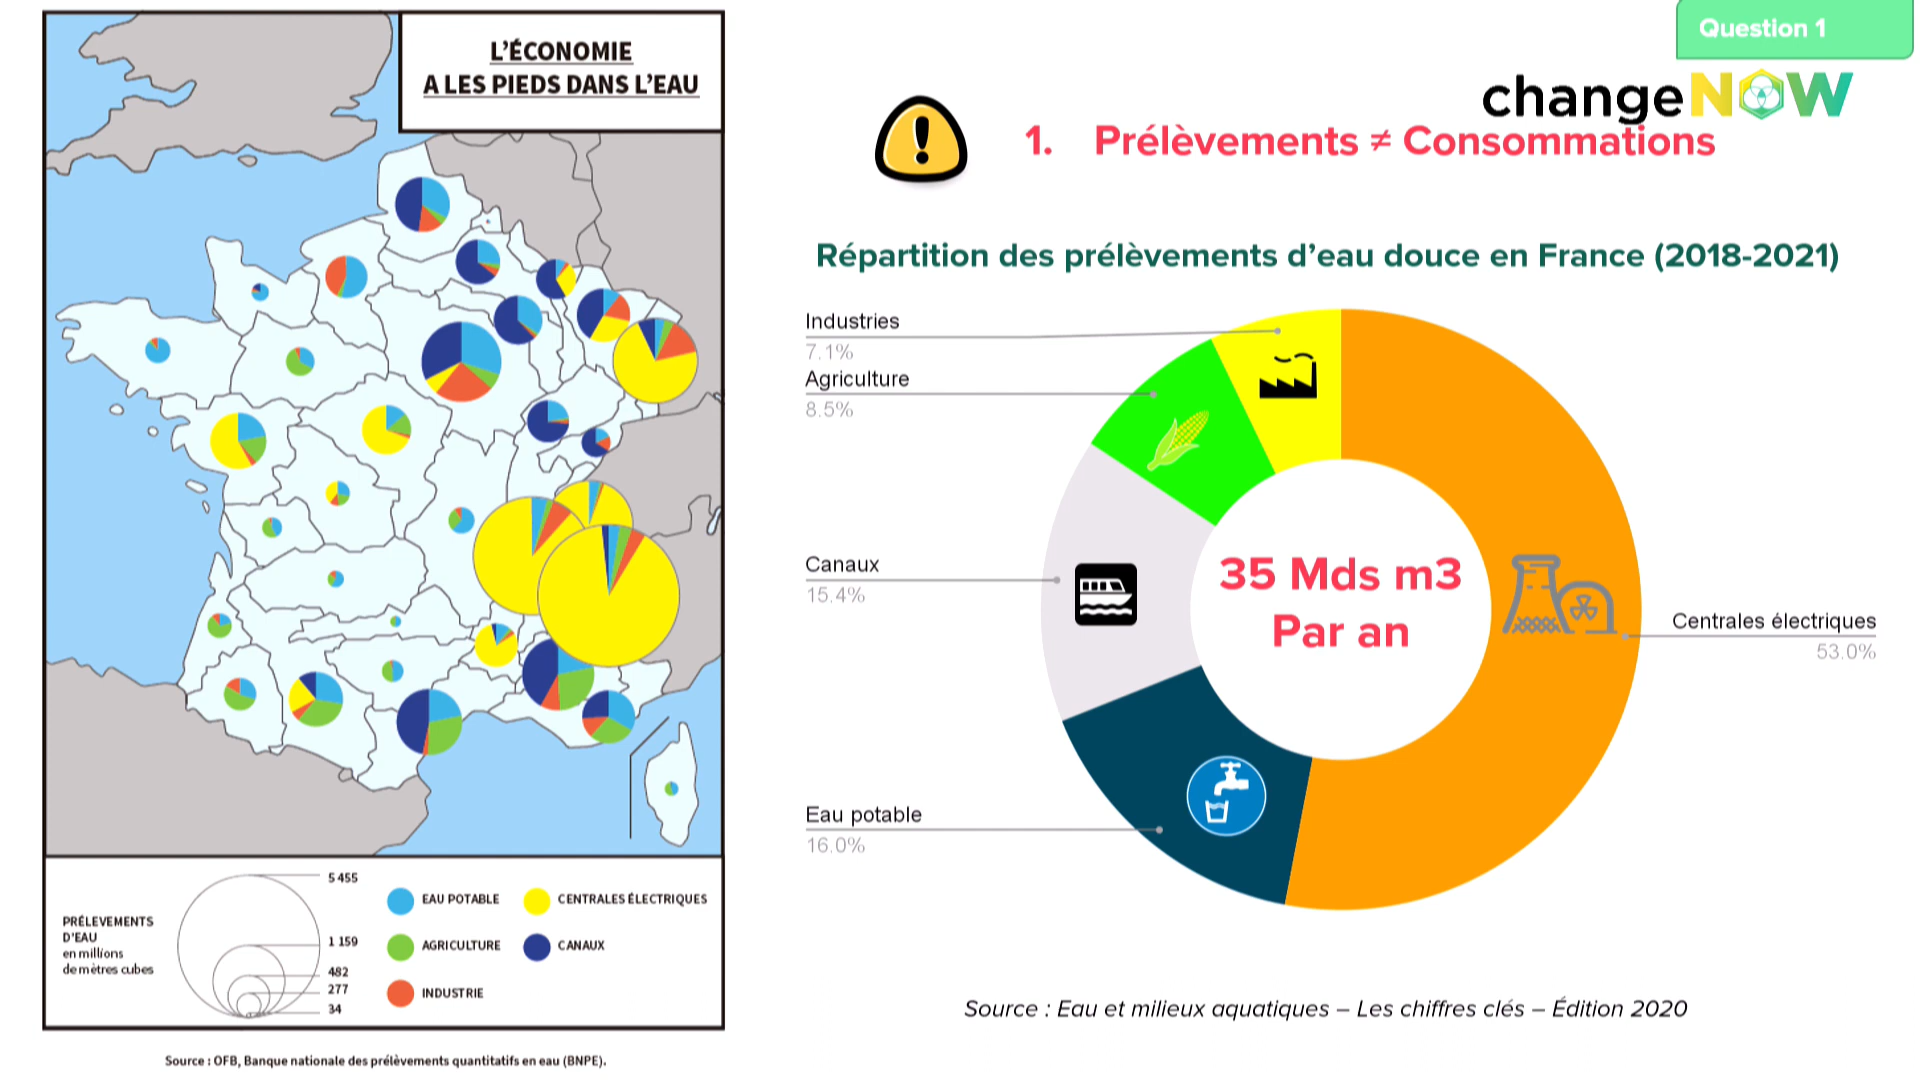 L'ÉCONOMIE
A LES PIEDS DANS L'EAU
PRÉLEVEMENTS
D'EAU
en millions
de mètres cubes
5 455
1 159
482
277
34
EAU POTABLE
CENTRALES ÉLECTRIQUES
AGRICULTURE
CANAUX
INDUSTRIE
Source : OFB, Banque nationale des prélèvements quantitatifs en eau (BNPE).
Question 1
changeNOW
1. Prélèvements ≠ Consommations
Répartition des prélèvements d'eau douce en France (2018-2021)
Industries
7.1%
Agriculture
8.5%
Canaux
15.4%
Eau potable
16.0%
35 Mds m3
Par an
Centrales électriques
53.0%
Source : Eau et milieux aquatiques – Les chiffres clés – Édition 2020